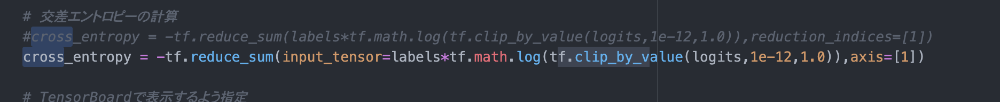 # 交差エントロピーの計算
#cross_entropy = -tf.reduce_sum(labels*tf.math.log(tf.clip_by_value(logits,1e-12,1.0)),reduction_indices=[1])
cross_entropy = -tf.reduce_sum(input_tensor=labels*tf.math.log(tf.clip_by_value(logits,1e-12,1.0)),axis=[1])
# TensorBoardで表示するよう指定